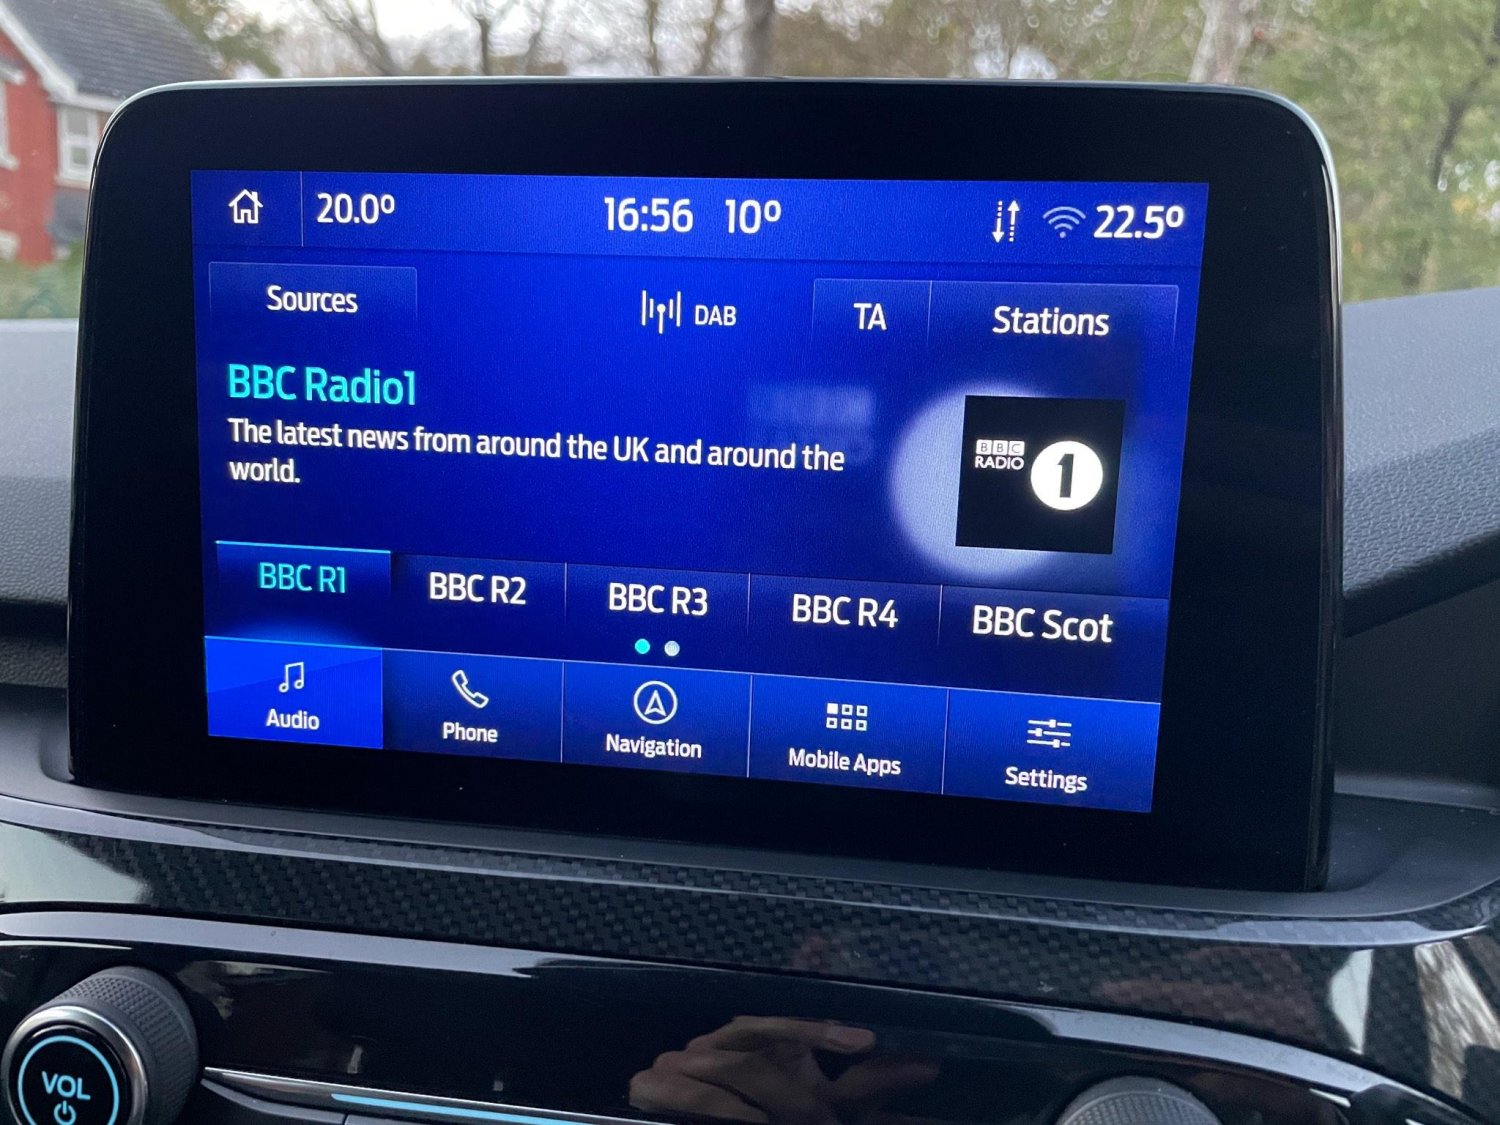 20.0º
16:56 10º
22.5º
Sources
DAB
TA
Stations
BBC Radio1
The latest news from around the UK and around the
world.
BBC
RADIO
1
BBC R1
BBC R2
BBC R3
BBC R4
BBC Scot
Audio
Phone
Navigation
Mobile Apps
Settings
VOL